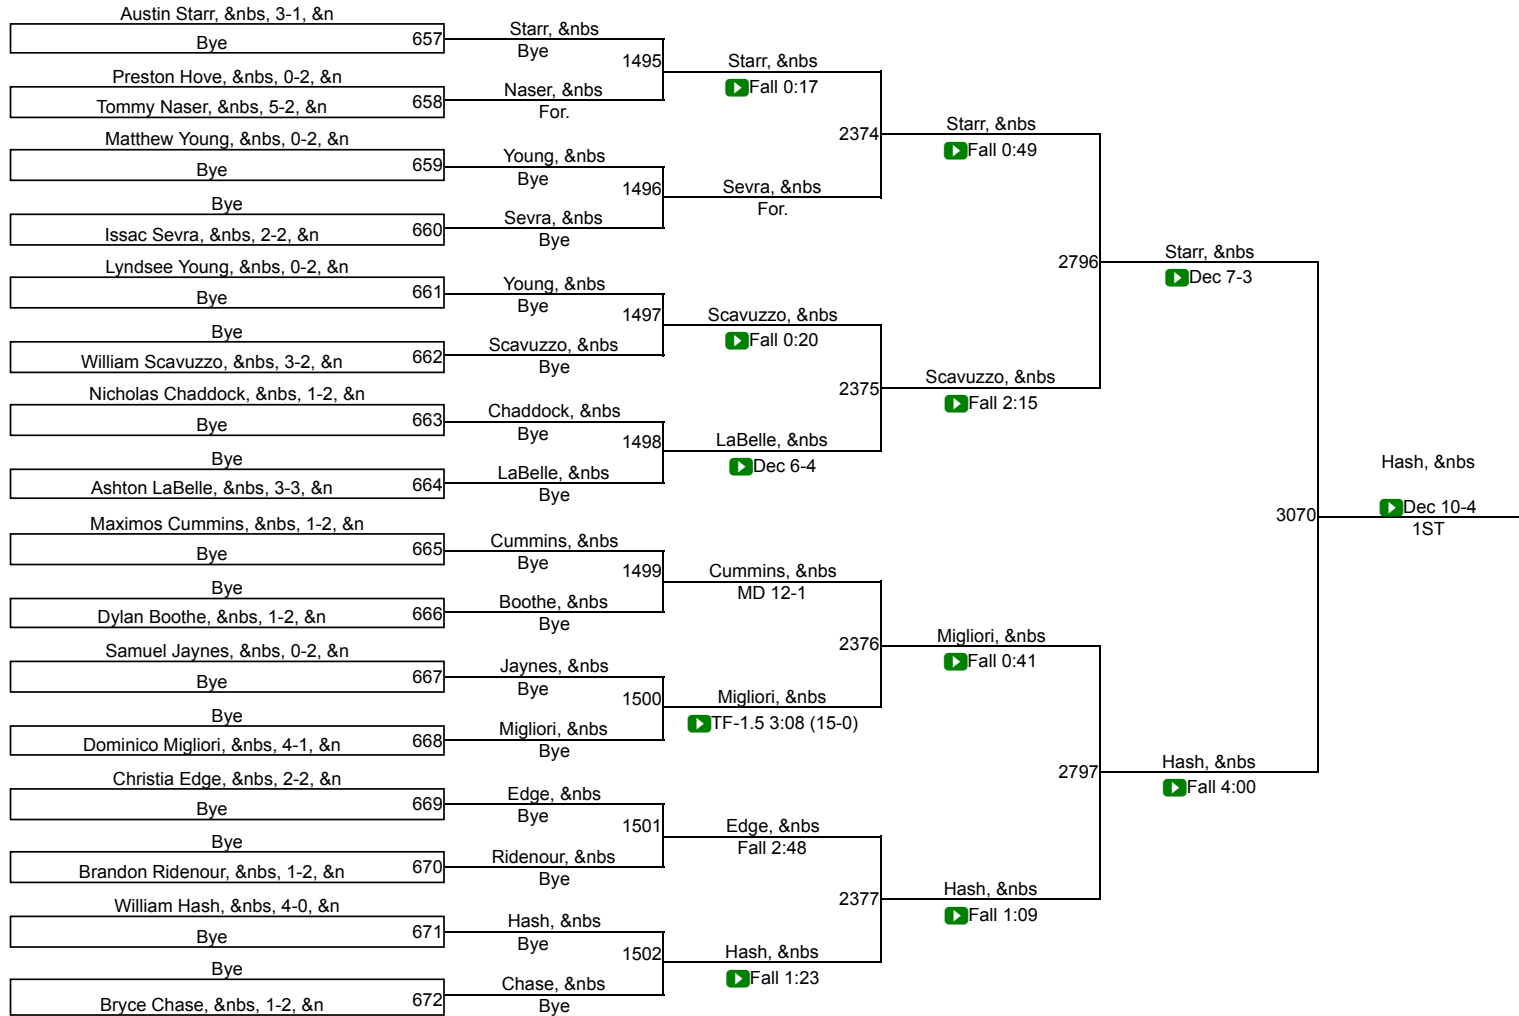 Austin Starr, &nbs, 3-1, &n
Bye
657
Preston Hove, &nbs, 0-2, &n
Tommy Naser, &nbs, 5-2, &n
658
Matthew Young, &nbs, 0-2, &n
Bye
659
Bye
Issac Sevra, &nbs, 2-2, &n
660
Lyndsee Young, &nbs, 0-2, &n
Bye
661
Bye
William Scavuzzo, &nbs, 3-2, &n
662
Nicholas Chaddock, &nbs, 1-2, &n
Bye
663
Bye
Ashton LaBelle, &nbs, 3-3, &n
664
Maximos Cummins, &nbs, 1-2, &n
Bye
665
Bye
Dylan Boothe, &nbs, 1-2, &n
666
Samuel Jaynes, &nbs, 0-2, &n
Bye
667
Bye
Dominico Migliori, &nbs, 4-1, &n
668
Christia Edge, &nbs, 2-2, &n
Bye
669
Bye
Brandon Ridenour, &nbs, 1-2, &n
670
William Hash, &nbs, 4-0, &n
Bye
671
Bye
Bryce Chase, &nbs, 1-2, &n
672
Starr, &nbs
Bye
1495
Naser, &nbs
For.
Young, &nbs
Bye
1496
Sevra, &nbs
Bye
Young, &nbs
Bye
1497
Scavuzzo, &nbs
Bye
Chaddock, &nbs
Bye
1498
LaBelle, &nbs
Bye
Cummins, &nbs
Bye
1499
Boothe, &nbs
Bye
Jaynes, &nbs
Bye
1500
Migliori, &nbs
Bye
Edge, &nbs
Bye
1501
Ridenour, &nbs
Bye
Hash, &nbs
Bye
1502
Chase, &nbs
Bye
Starr, &nbs
Fall 0:17
2374
Sevra, &nbs
For.
Scavuzzo, &nbs
Fall 0:20
2375
LaBelle, &nbs
Dec 6-4
Cummins, &nbs
MD 12-1
2376
Migliori, &nbs
TF-1.5 3:08 (15-0)
Edge, &nbs
Fall 2:48
2377
Hash, &nbs
Fall 1:23
Starr, &nbs
Fall 0:49
2796
Scavuzzo, &nbs
Fall 2:15
Migliori, &nbs
Fall 0:41
2797
Hash, &nbs
Fall 1:09
Starr, &nbs
Dec 7-3
3070
Hash, &nbs
Fall 4:00
Hash, &nbs
Dec 10-4
1ST